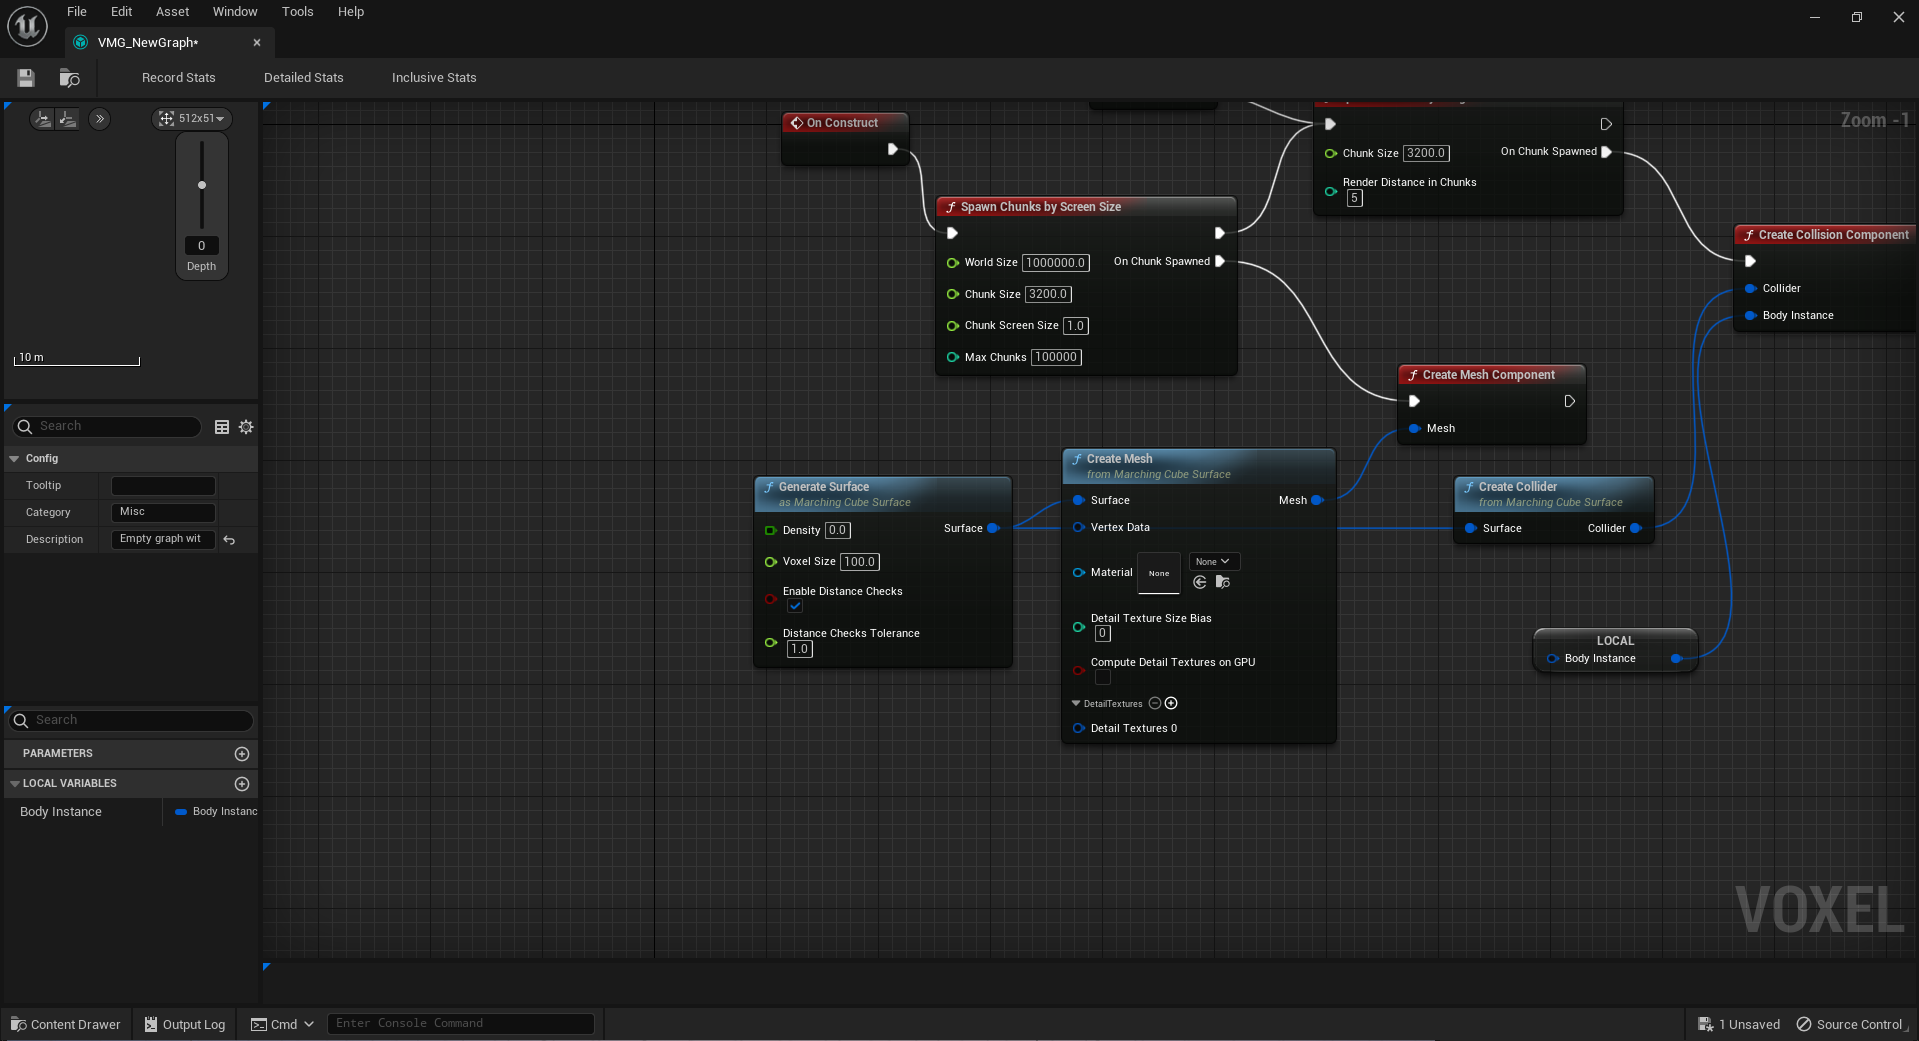 File Edit Asset Window Tools Help
VMG_NewGraph*
Record Stats Detailed Stats Inclusive Stats
512x51
0
Depth
10 m
Search
Config
Tooltip
Category Misc
Description Empty graph wit
Search
PARAMETERS
LOCAL VARIABLES
Body Instance Body Instanc
Zoom -1
On Construct
Chunk Size 3200.0 On Chunk Spawned
Render Distance in Chunks
5
Spawn Chunks by Screen Size
World Size 1000000.0 On Chunk Spawned
Chunk Size 3200.0
Chunk Screen Size 1.0
Max Chunks 100000
Create Collision Component
Collider
Body Instance
Create Mesh Component
Mesh
Generate Surface
as Marching Cube Surface
Density 0.0 Surface
Voxel Size 100.0
Enable Distance Checks
Distance Checks Tolerance
1.0
Create Mesh
from Marching Cube Surface
Surface Mesh
Vertex Data
Material None None
Detail Texture Size Bias
0
Compute Detail Textures on GPU
DetailTextures
Detail Textures 0
Create Collider
from Marching Cube Surface
Surface Collider
LOCAL
Body Instance
VOXEL
Content Drawer Output Log Cmd Enter Console Command 1 Unsaved Source Control